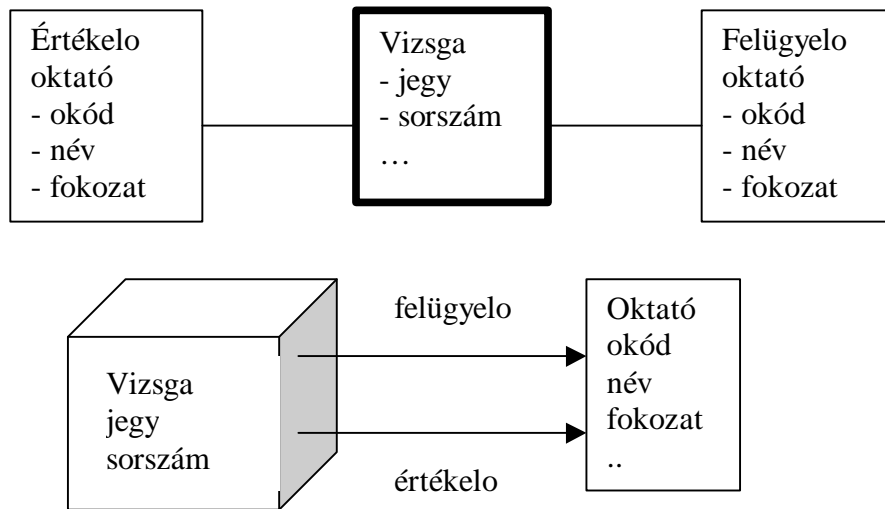 Értékelo
oktató
- okód
- név
- fokozat
Vizsga
- jegy
- sorszám
…
Felügyelo
oktató
- okód
- név
- fokozat
Vizsga
jegy
sorszám
felügyelo
értékelo
Oktató
okód
név
fokozat
..